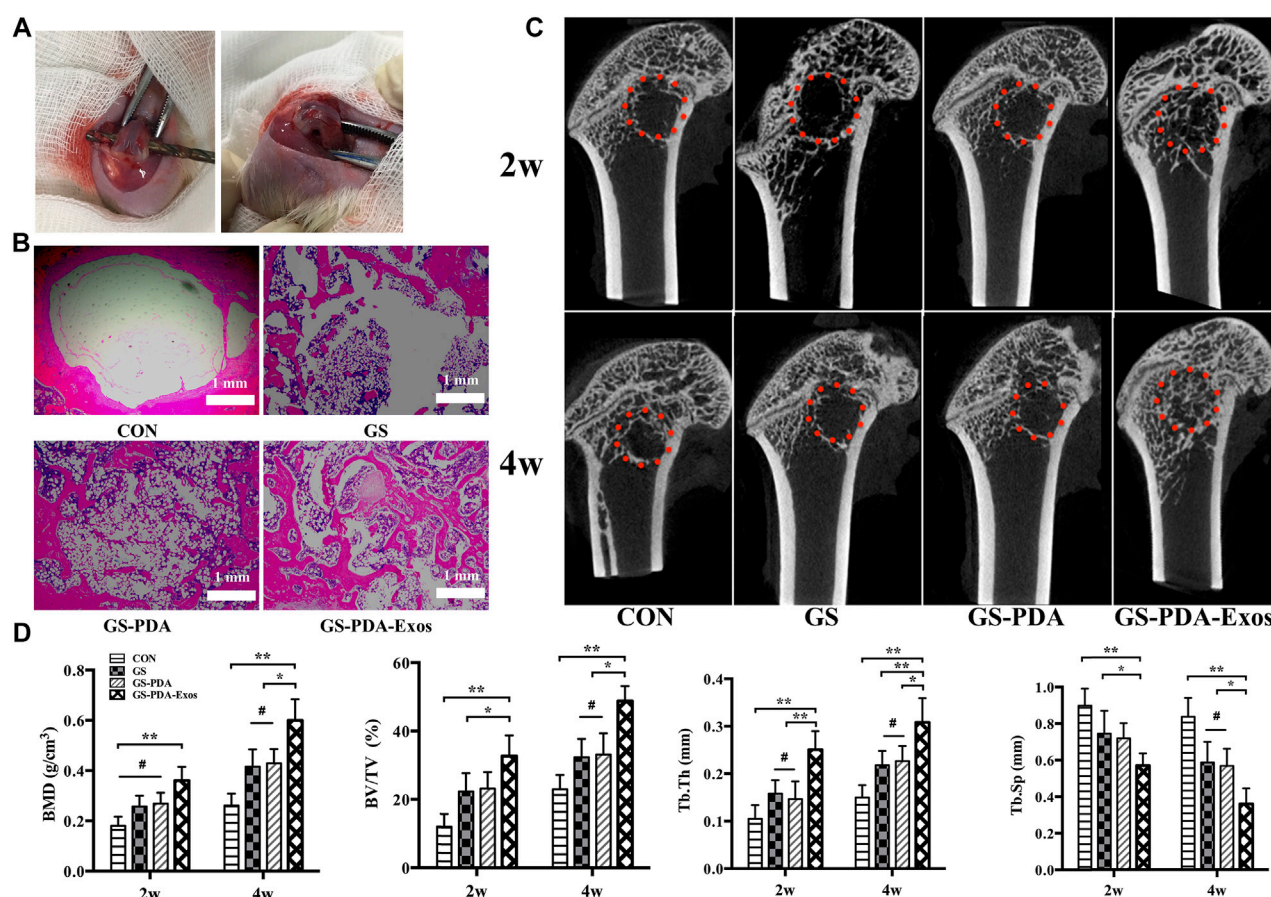 A
B
1 mm
1 mm
CON
GS
1 mm
1 mm
GS-PDA
GS-PDA-Exos
C
2w
4w
CON
GS
GS-PDA
GS-PDA-Exos
D
BMD (g/cm³)
0.8
0.6
0.4
0.2
0.0
CON
GS
GS-PDA
GS-PDA-Exos
**
#
**
*
#
2w
4w
BV/TV (%)
60
40
20
0
**
*
**
*
#
2w
4w
Tb.Th (mm)
0.4
0.3
0.2
0.1
0.0
**
**
#
**
**
*
#
2w
4w
Tb.Sp (mm)
1.0
0.8
0.6
0.4
0.2
0.0
**
*
**
*
#
2w
4w